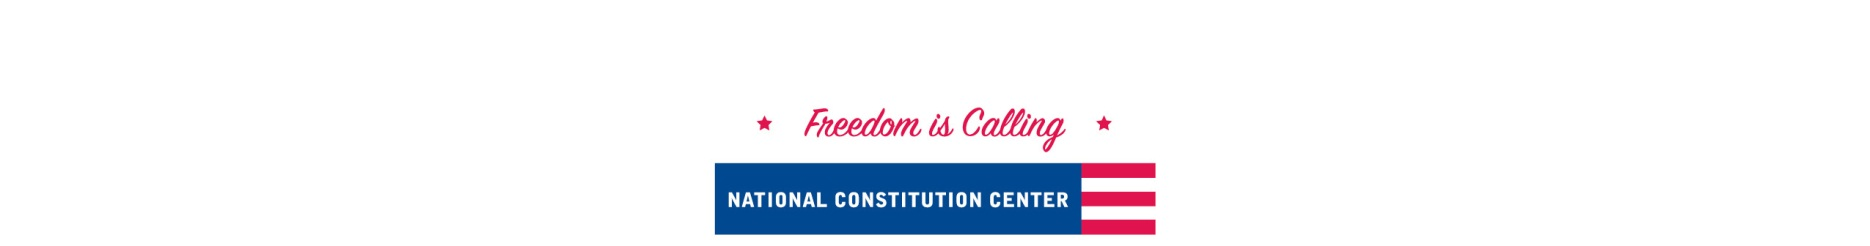 Freedom is Calling
NATIONAL CONSTITUTION CENTER